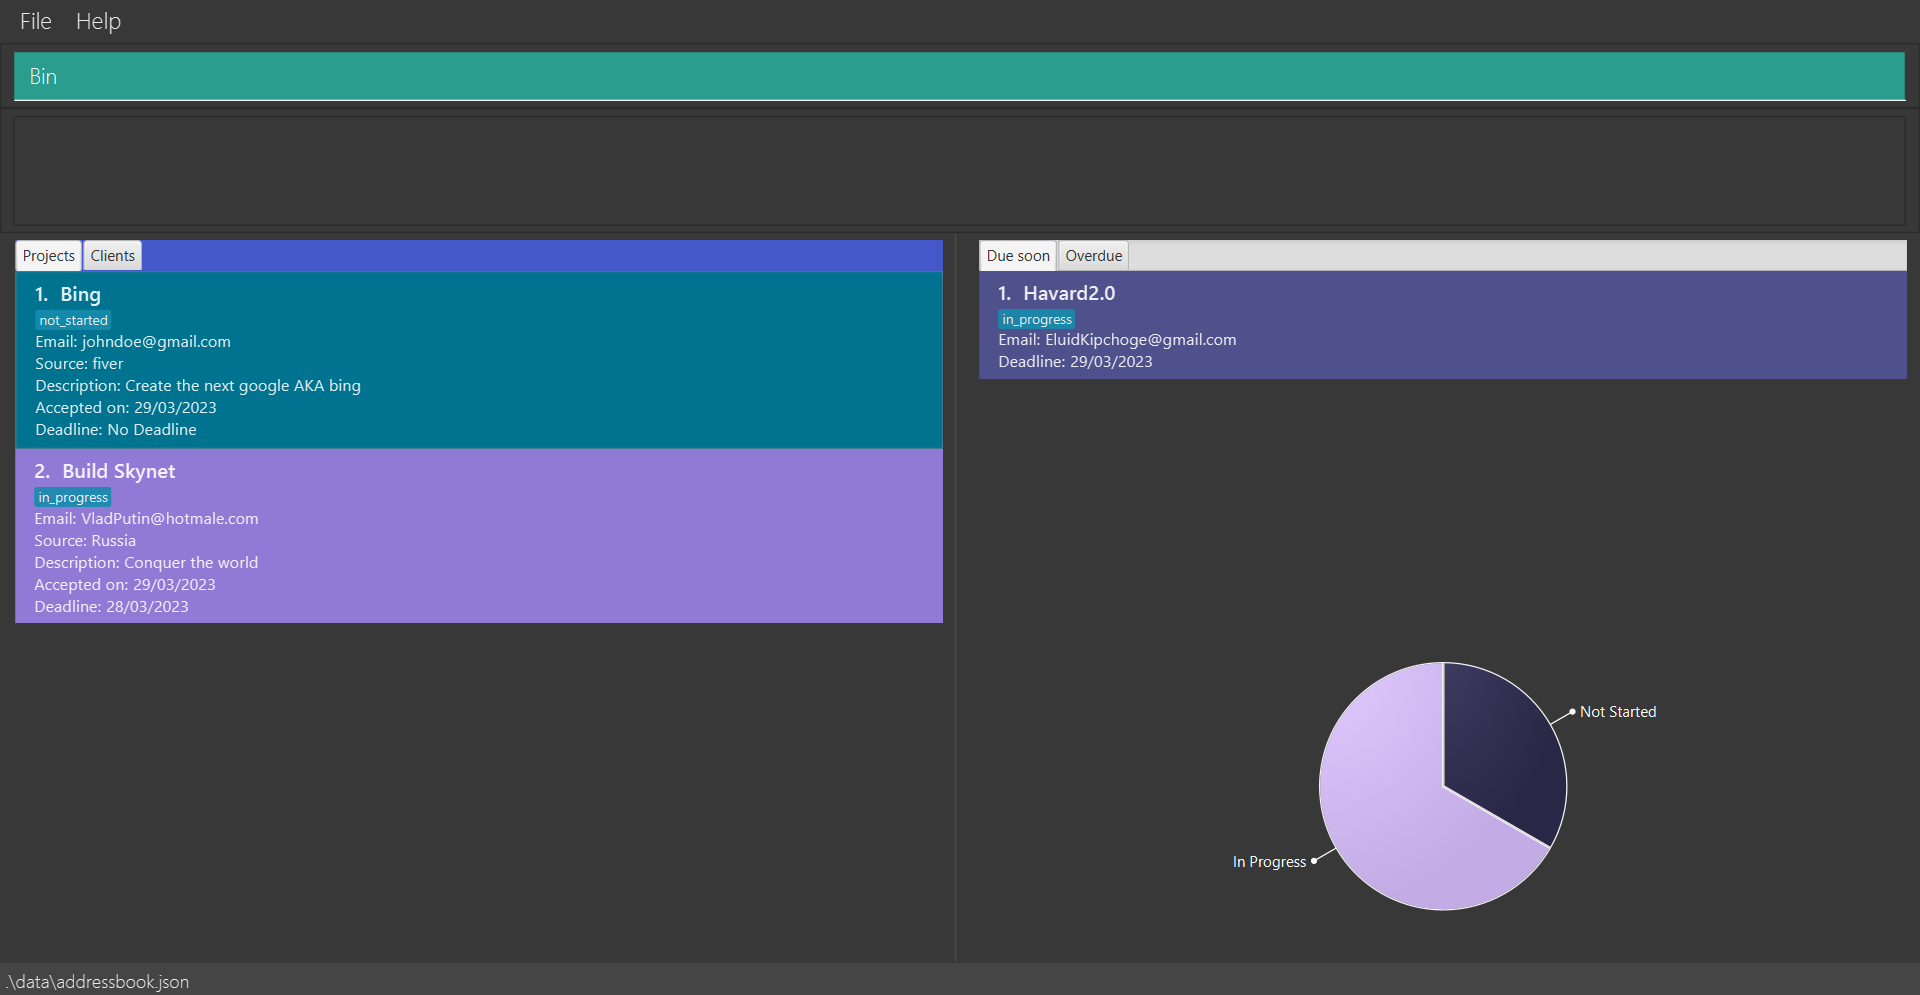 File Help
Bin
Projects Clients
1. Bing
not_started
Email: johndoe@gmail.com
Source: fiver
Description: Create the next google AKA bing
Accepted on: 29/03/2023
Deadline: No Deadline
2. Build Skynet
in_progress
Email: VladPutin@hotmale.com
Source: Russia
Description: Conquer the world
Accepted on: 29/03/2023
Deadline: 28/03/2023
Due soon Overdue
1. Havard2.0
in_progress
Email: EluidKipchoge@gmail.com
Deadline: 29/03/2023
Not Started
In Progress
.\data\addressbook.json